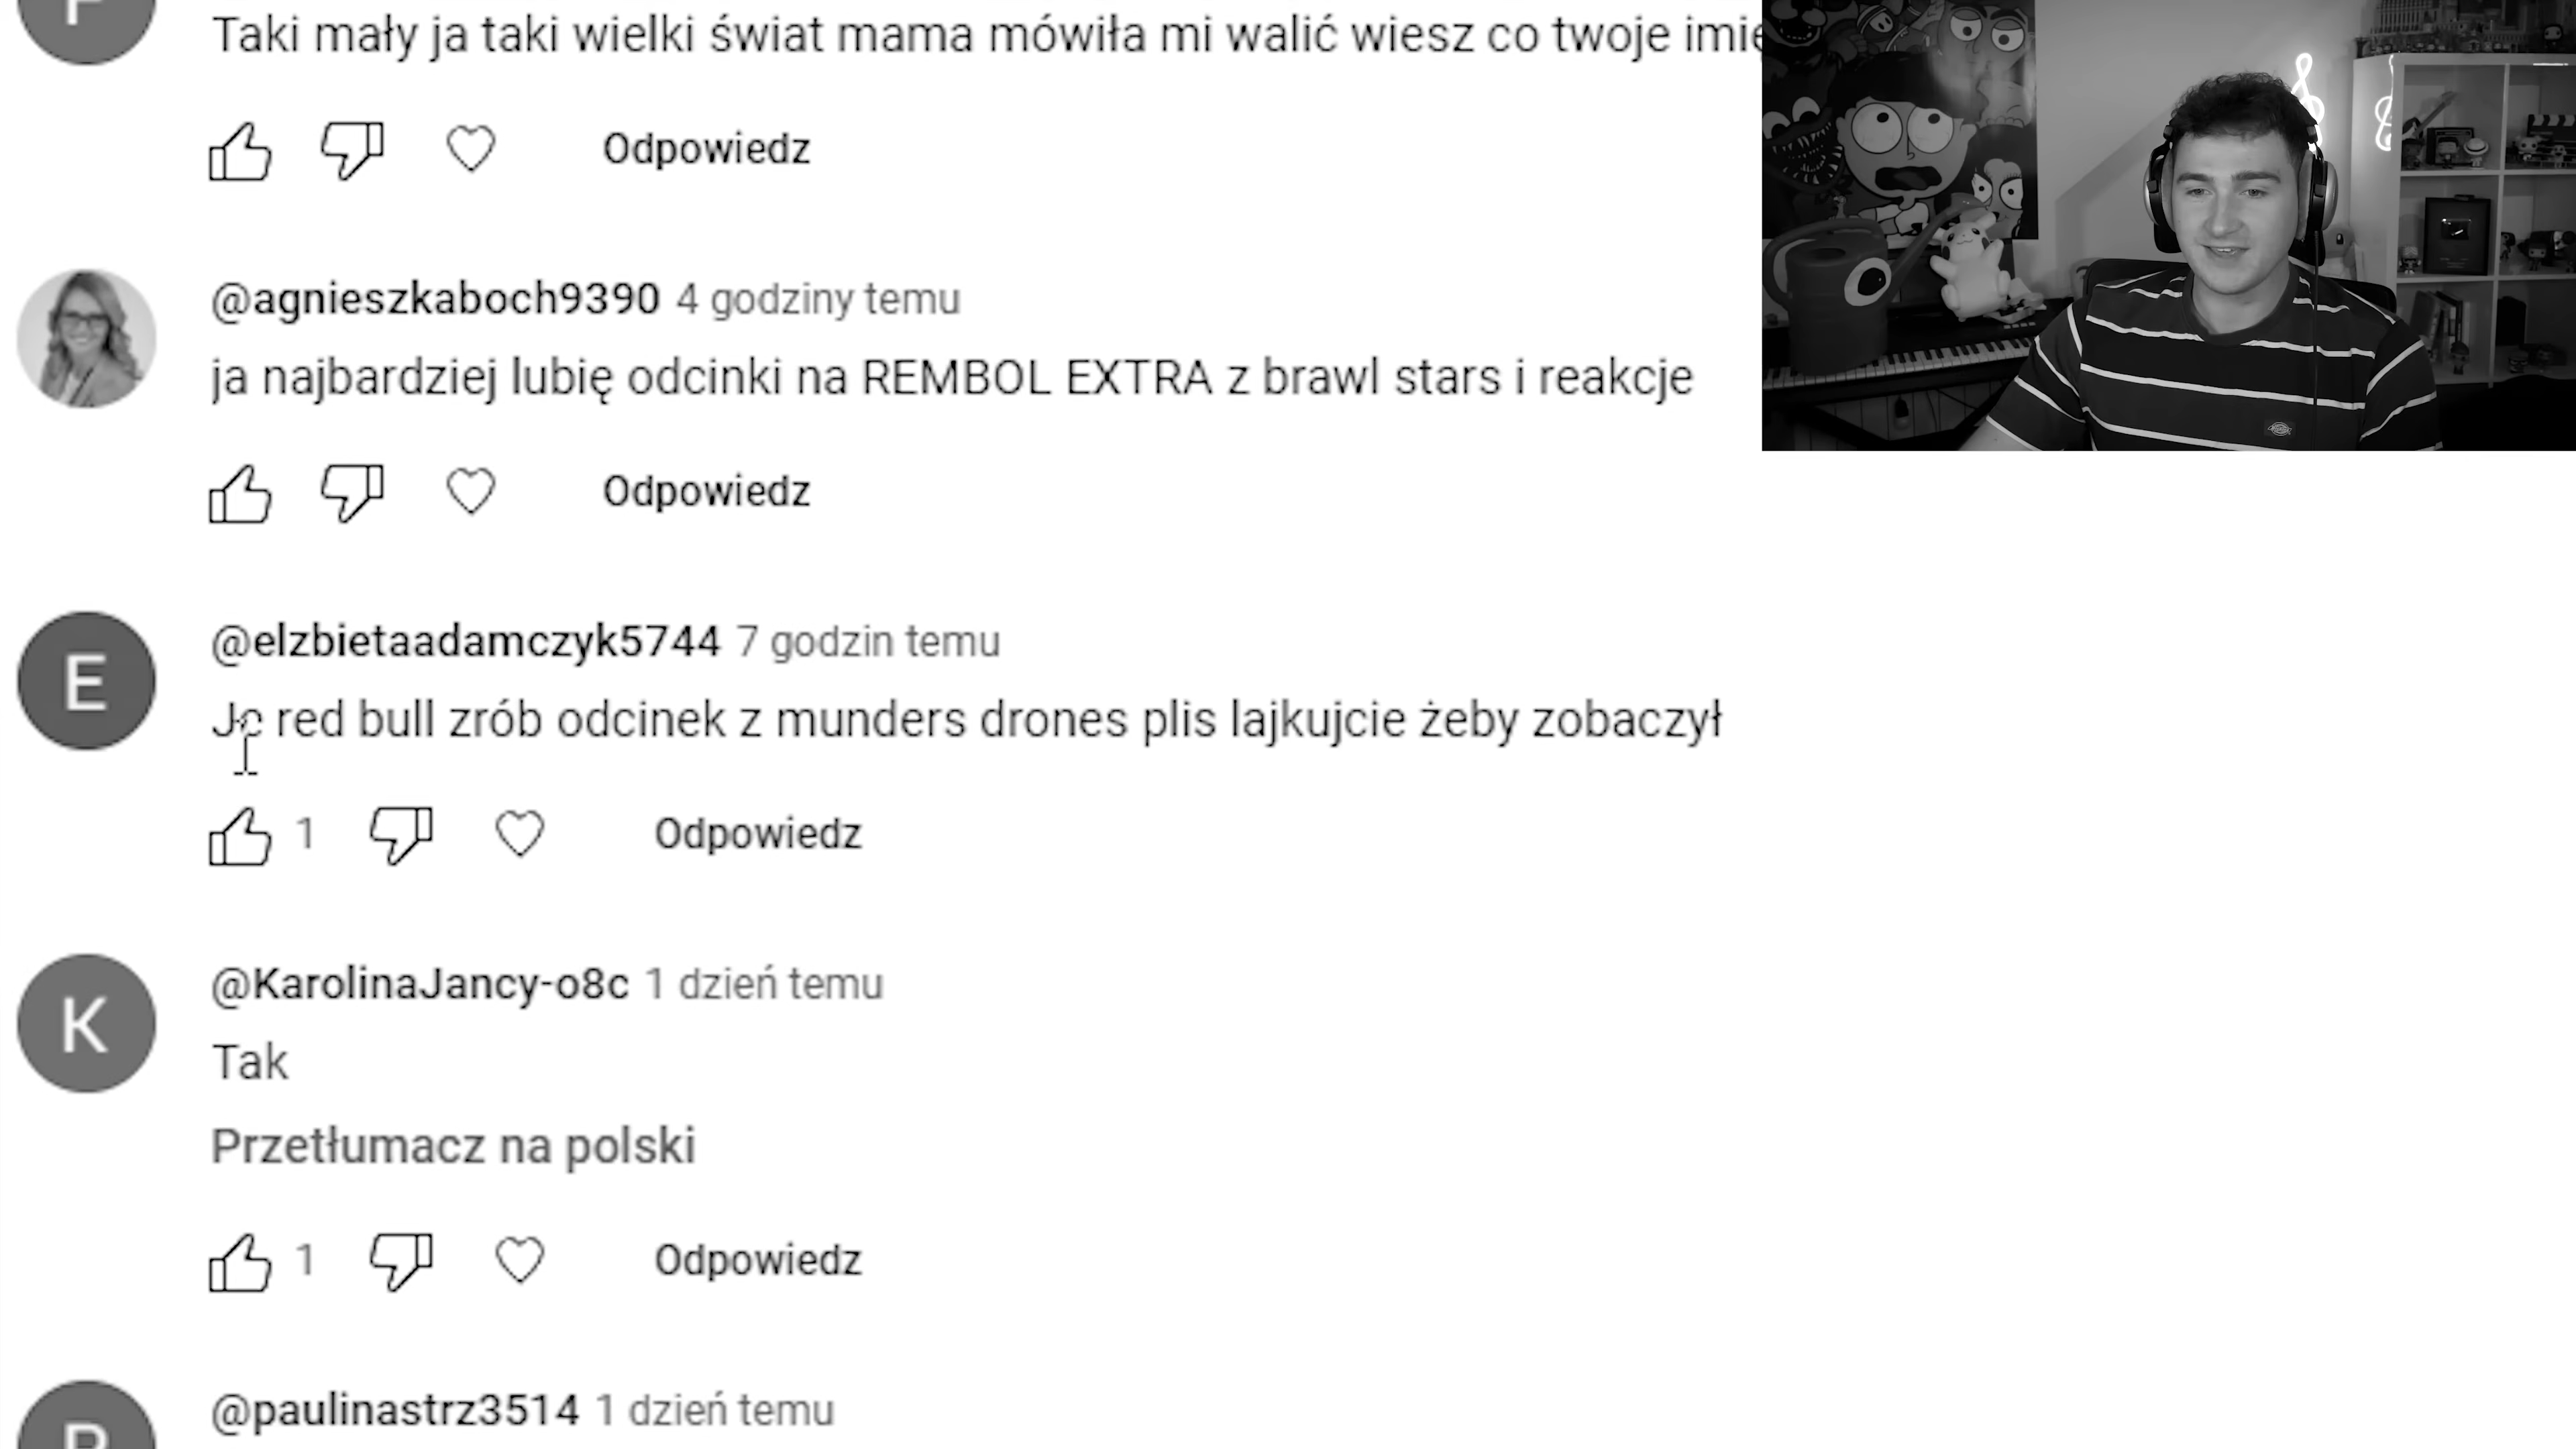 Taki mały ja taki wielki świat mama mówiła mi walić wiesz co twoje imię
Odpowiedz
@agnieszkaboch9390 4 godziny temu
ja najbardziej lubię odcinki na REMBOL EXTRA z brawl stars i reakcje
Odpowiedz
E
@elzbietaadamczyk5744 7 godzin temu
red bull zrób odcinek z munders drones plis lajkujcie żeby zobaczył
1
Odpowiedz
K
@KarolinaJancy-o8c 1 dzień temu
Tak
Przetłumacz na polski
1
Odpowiedz
@paulinastrz3514 1 dzień temu